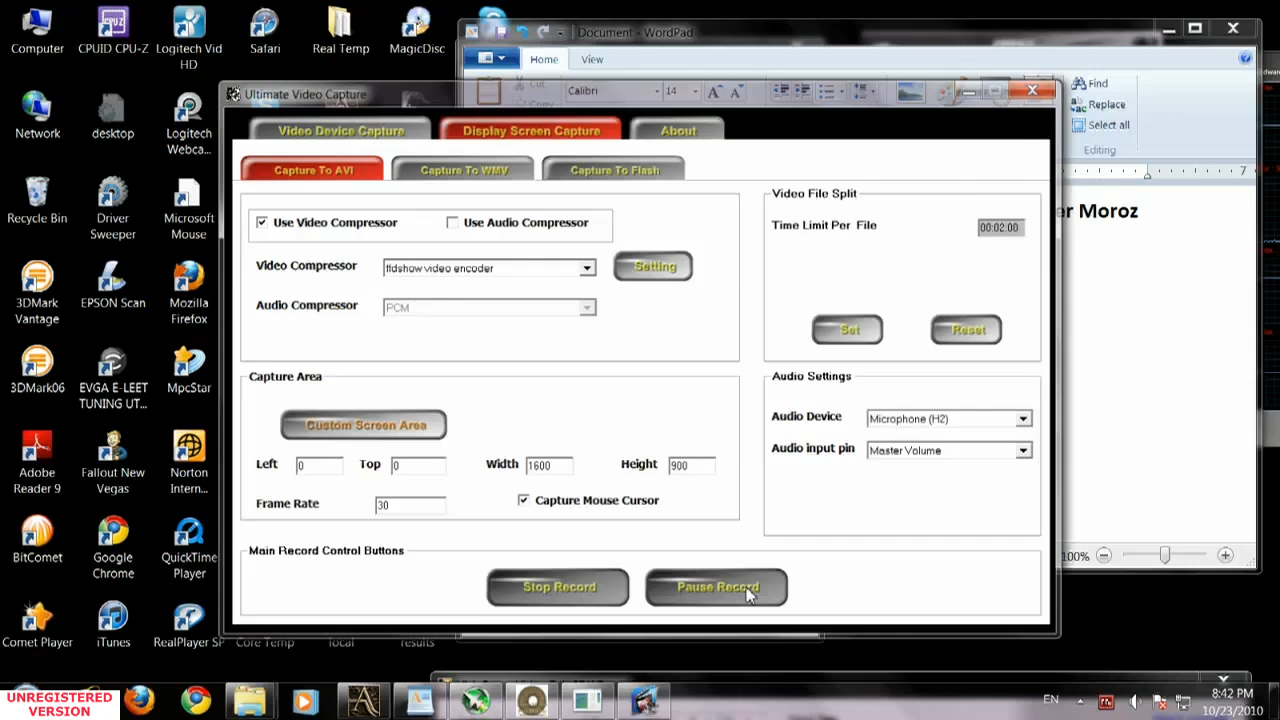 Computer
CPUID CPU-Z
Logitech Vid
HD
Safari
Real Temp
MagicDisc
Network
desktop
Logitech
Webca...
Recycle Bin
Driver
Sweeper
Microsoft
Mouse
3DMark
Vantage
EPSON Scan
Mozilla
Firefox
3DMark06
EVGA E-LEET
TUNING UT...
MpcStar
Adobe
Reader 9
Fallout New
Vegas
Norton
Intern...
BitComet
Google
Chrome
QuickTime
Player
Comet Player
iTunes
RealPlayer SP
Core Temp
local
results
Document - WordPad
Home
View
Cut
Copy
Calibri
14
Find
Replace
Select all
Editing
7
er Moroz
100%
Ultimate Video Capture
Video Device Capture
Display Screen Capture
About
Capture To AVI
Capture To WMV
Capture To Flash
Use Video Compressor
Use Audio Compressor
Video Compressor
ffdshow video encoder
Setting
Audio Compressor
PCM
Video File Split
Time Limit Per File
00:02:00
Set
Reset
Capture Area
Custom Screen Area
Left
0
Top
0
Width
1600
Height
900
Frame Rate
30
Capture Mouse Cursor
Audio Settings
Audio Device
Microphone (H2)
Audio input pin
Master Volume
Main Record Control Buttons
Stop Record
Pause Record
UNREGISTERED
VERSION
EN
8:42 PM
10/23/2010